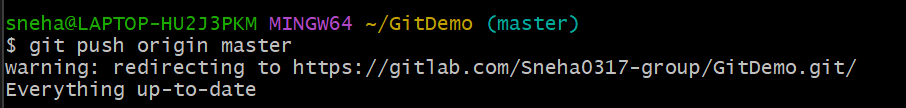 sneha@LAPTOP-HU2J3PKM MINGW64 ~/GitDemo (master)
$ git push origin master
warning: redirecting to https://gitlab.com/Sneha0317-group/GitDemo.git/
Everything up-to-date